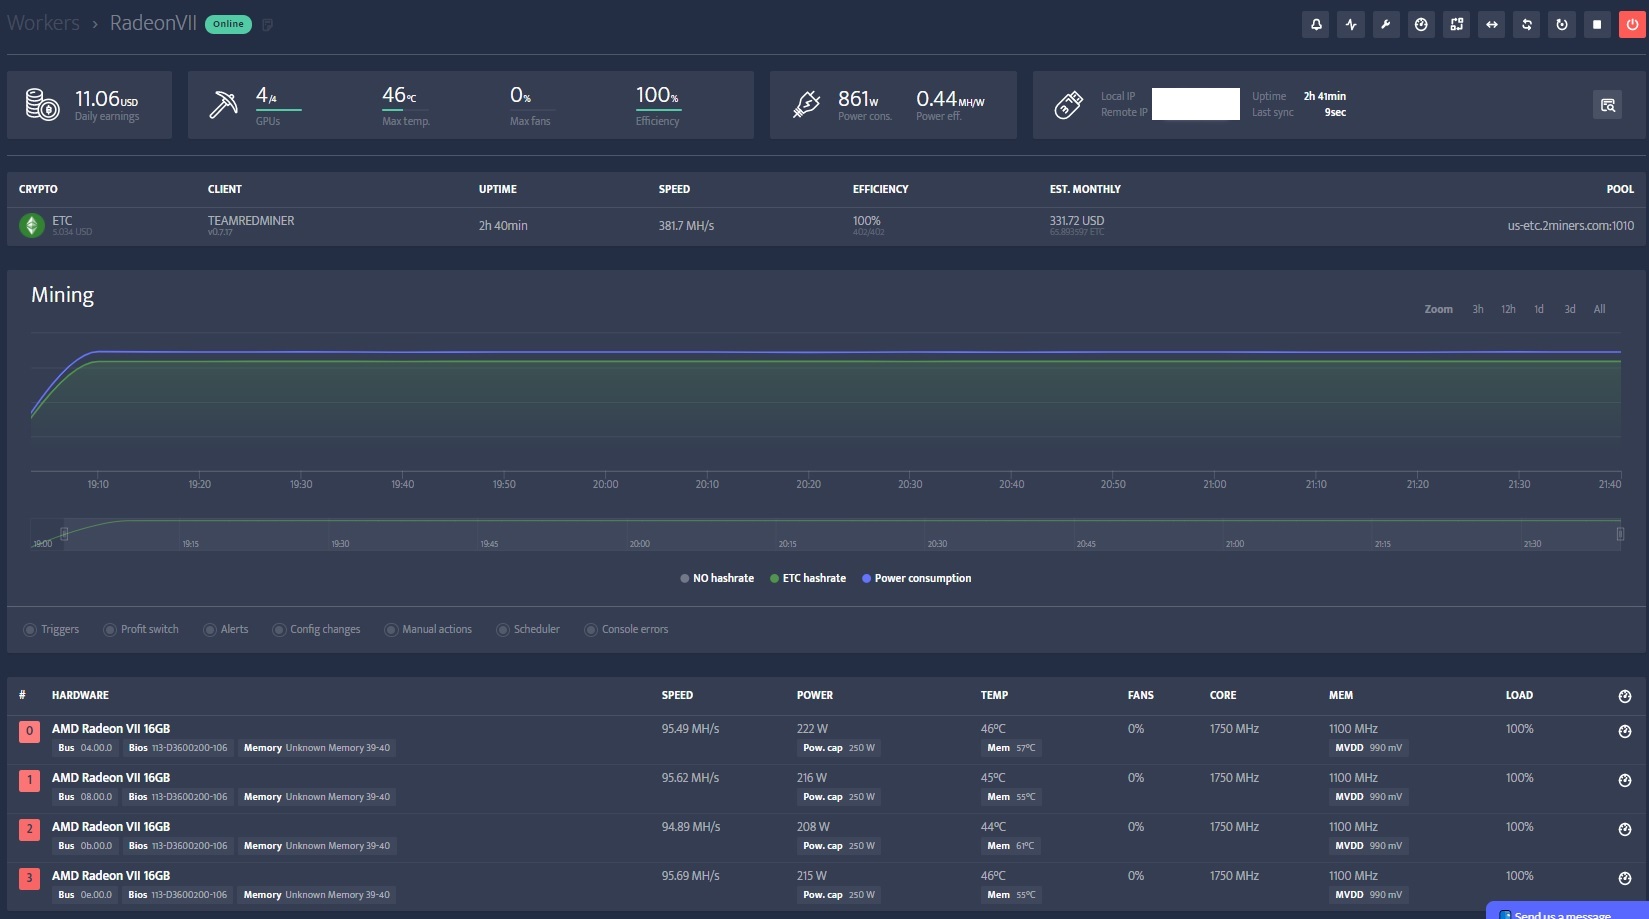 Workers › RadeonVII Online
11.06USD
Daily earnings
4/4
GPUs
46°C
Max temp.
0%
Max fans
100%
Efficiency
861W
Power cons.
0.44MH/W
Power eff.
Local IP
Remote IP
Uptime 2h 41min
Last sync 9sec
CRYPTO CLIENT UPTIME SPEED EFFICIENCY EST. MONTHLY POOL
ETC TEAMREDMINER 2h 40min 381.7 MH/s 100% 331.72 USD us-etc.2miners.com:1010
5.034 USD v0.7.17 402/402 65.893597 ETC
Mining
Zoom 3h 12h 1d 3d All
19:10 19:20 19:30 19:40 19:50 20:00 20:10 20:20 20:30 20:40 20:50 21:00 21:10 21:20 21:30 21:40
19:00 19:15 19:30 19:45 20:00 20:15 20:30 20:45 21:00 21:15 21:30
NO hashrate ETC hashrate Power consumption
Triggers Profit switch Alerts Config changes Manual actions Scheduler Console errors
# HARDWARE SPEED POWER TEMP FANS CORE MEM LOAD
0 AMD Radeon VII 16GB 95.49 MH/s 222 W 46°C 0% 1750 MHz 1100 MHz 100%
Bus 04.00.0 Bios 113-D3600200-106 Memory Unknown Memory 39-40 Pow. cap 250 W Mem 57°C MVDD 990 mV
1 AMD Radeon VII 16GB 95.62 MH/s 216 W 45°C 0% 1750 MHz 1100 MHz 100%
Bus 08.00.0 Bios 113-D3600200-106 Memory Unknown Memory 39-40 Pow. cap 250 W Mem 55°C MVDD 990 mV
2 AMD Radeon VII 16GB 94.89 MH/s 208 W 44°C 0% 1750 MHz 1100 MHz 100%
Bus 0b.00.0 Bios 113-D3600200-106 Memory Unknown Memory 39-40 Pow. cap 250 W Mem 61°C MVDD 990 mV
3 AMD Radeon VII 16GB 95.69 MH/s 215 W 46°C 0% 1750 MHz 1100 MHz 100%
Bus 0e.00.0 Bios 113-D3600200-106 Memory Unknown Memory 39-40 Pow. cap 250 W Mem 55°C MVDD 990 mV
Send us a message